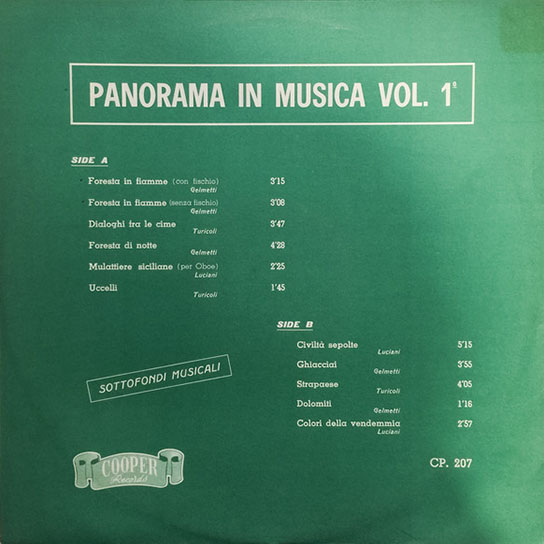 PANORAMA IN MUSICA VOL. 1º
SIDE A
Foresta in fiamme (con fischio) 3'15
Gelmetti
Foresta in fiamme (senza fischio) 3'08
Gelmetti
Dialoghi fra le cime 3'47
Turicoli
Foresta di notte 4'28
Gelmetti
Mulattiere siciliane (per Oboe) 2'25
Luciani
Uccelli 1'45
Turicoli
SIDE B
Civiltà sepolte 5'15
Luciani
Ghiacciai 3'55
Gelmetti
Strapaese 4'05
Turicoli
Dolomiti 1'16
Gelmetti
Colori della vendemmia 2'57
Luciani
SOTTOFONDI MUSICALI
COOPER
Records
CP. 207